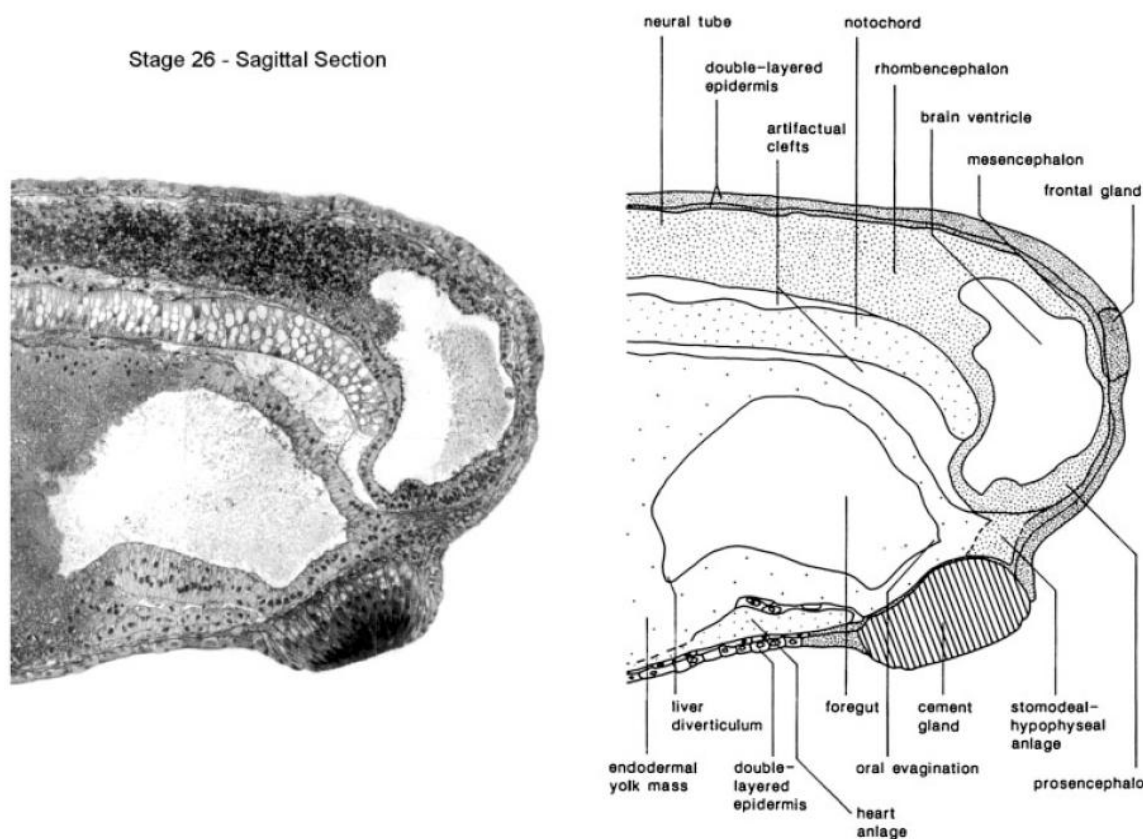 Stage 26 - Sagittal Section
neural tube
notochord
double-layered
epidermis
rhombencephalon
artifactual
clefts
brain ventricle
mesencephalon
frontal gland
liver
diverticulum
foregut
cement
gland
stomodeal-
hypophyseal
anlage
endodermal
yolk mass
double-
layered
epidermis
oral evagination
prosencephalo
heart
anlage